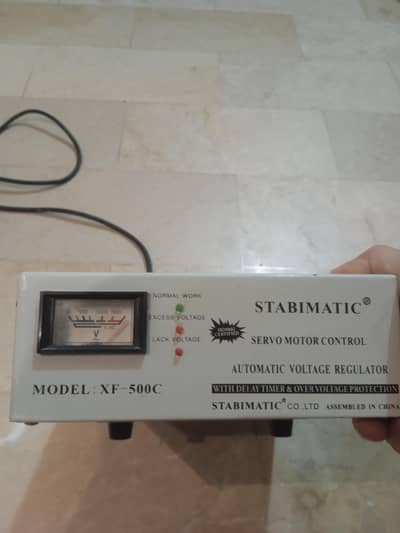 NORMAL WORK
EXCESS VOLTAGE
LACK VOLTAGE
V
STABIMATIC®
CERTIFIED
SERVO MOTOR CONTROL
AUTOMATIC VOLTAGE REGULATOR
WITH DELAY TIMER & OVER VOLTAGE PROTECTION
MODEL: XF-500C
STABIMATIC® CO.,LTD ASSEMBLED IN CHINA